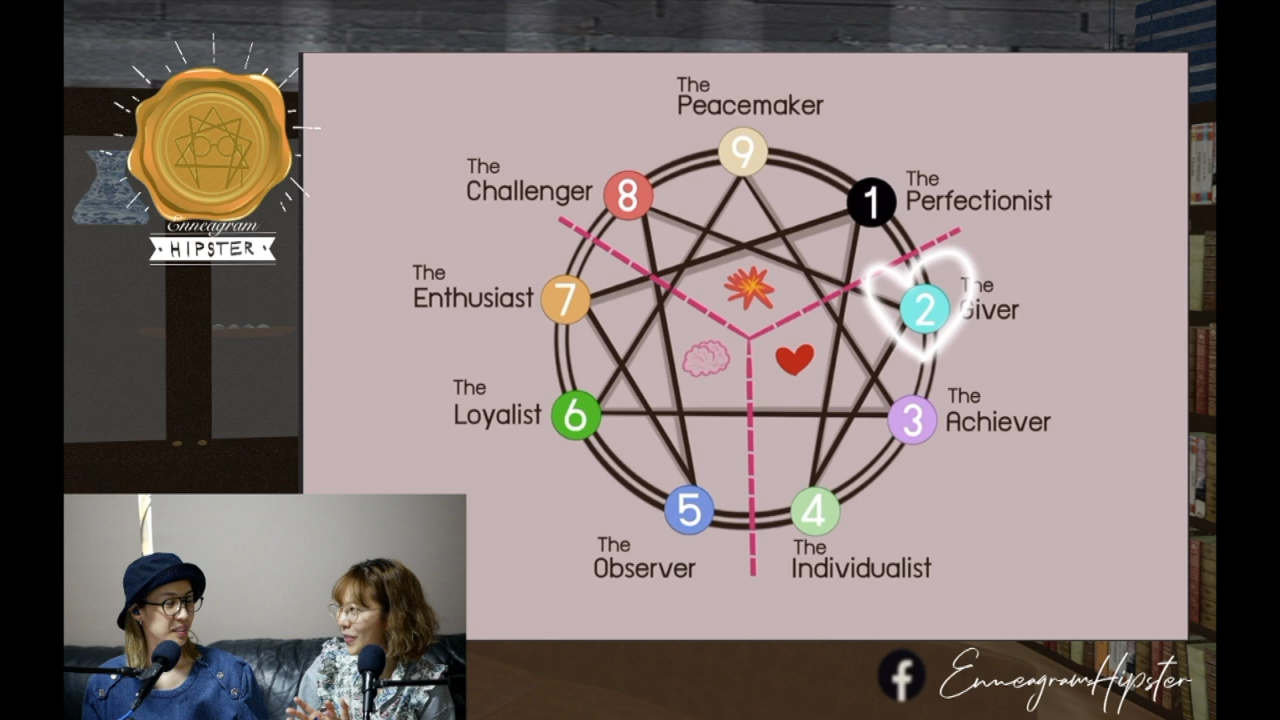 Enneagram
HIPSTER
The
Peacemaker
9
The
Challenger
8
1
The
Perfectionist
The
Enthusiast
7
2
The
Giver
The
Loyalist
6
3
The
Achiever
5
4
The
Observer
The
Individualist
f
EnneagramHipster